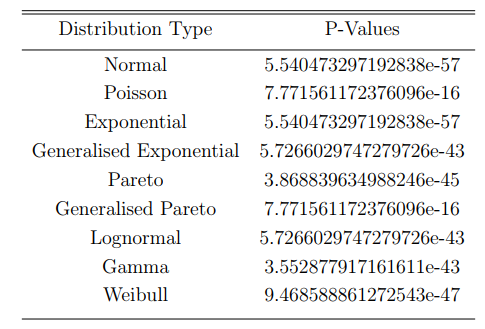 Distribution Type P-Values
Normal 5.540473297192838e-57
Poisson 7.771561172376096e-16
Exponential 5.540473297192838e-57
Generalised Exponential 5.7266029747279726e-43
Pareto 3.868839634988246e-45
Generalised Pareto 7.771561172376096e-16
Lognormal 5.7266029747279726e-43
Gamma 3.552877917161611e-43
Weibull 9.468588861272543e-47